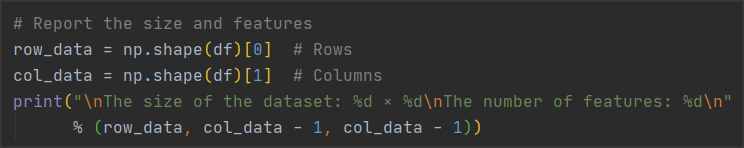 # Report the size and features
row_data = np.shape(df)[0]  # Rows
col_data = np.shape(df)[1]  # Columns
print("\nThe size of the dataset: %d × %d\nThe number of features: %d\n"
      % (row_data, col_data - 1, col_data - 1))